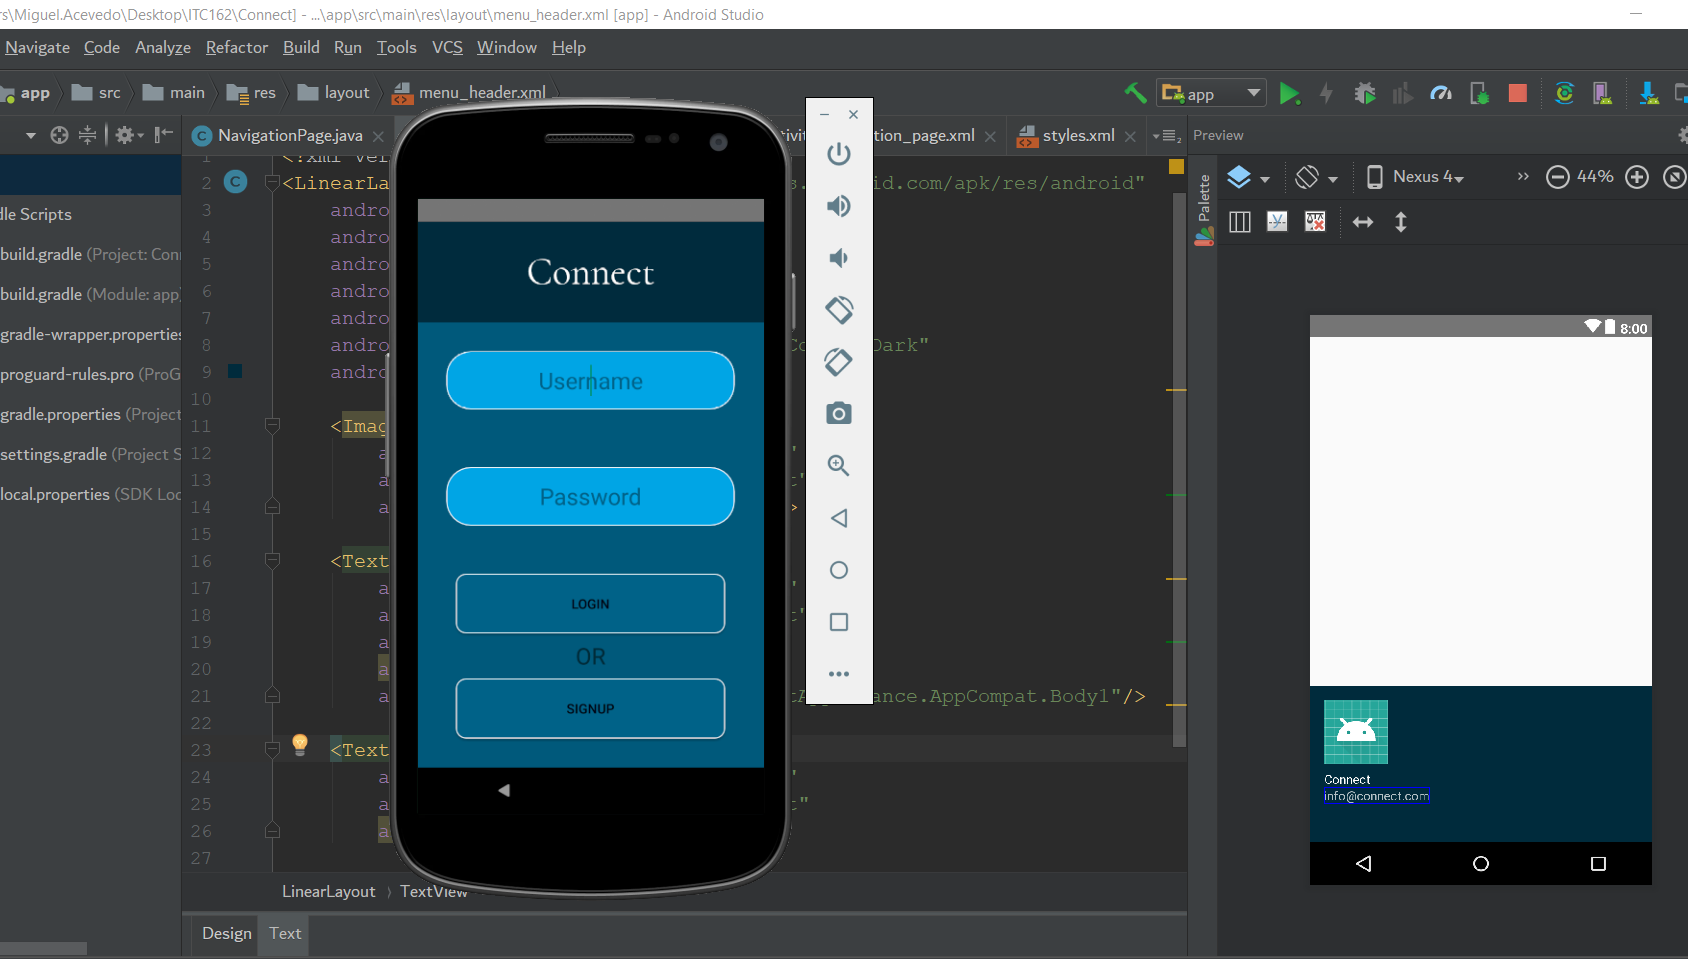 rs\Miguel.Acevedo\Desktop\ITC162\Connect] - ...\app\src\main\res\layout\menu_header.xml [app] - Android Studio
Navigate Code Analyze Refactor Build Run Tools VCS Window Help
app src main res layout menu_header.xml
app
NavigationPage.java
tion_page.xml
styles.xml
Preview
dle Scripts
build.gradle (Project: Con
build.gradle (Module: app)
gradle-wrapper.properties
proguard-rules.pro (ProG
gradle.properties (Project
settings.gradle (Project S
local.properties (SDK Loc
1 <?xml ver
2 <LinearLa s. id.com/apk/res/android"
3 andro
4 andro
5 andro
6 andro
7 andro
8 andro Co Dark"
9 andro
10
11 <Imag
12 a "
13 a t"
14 a >
15
16 <Text
17 a "
18 a t"
19 a
20 a
21 a tA ance.AppCompat.Body1"/>
22
23 <Text
24 a "
25 a t"
26 a
27
LinearLayout TextView
Design Text
Connect
Username
Password
LOGIN
OR
SIGNUP
Palette
Nexus 4 44%
8:00
Connect
info@connect.com